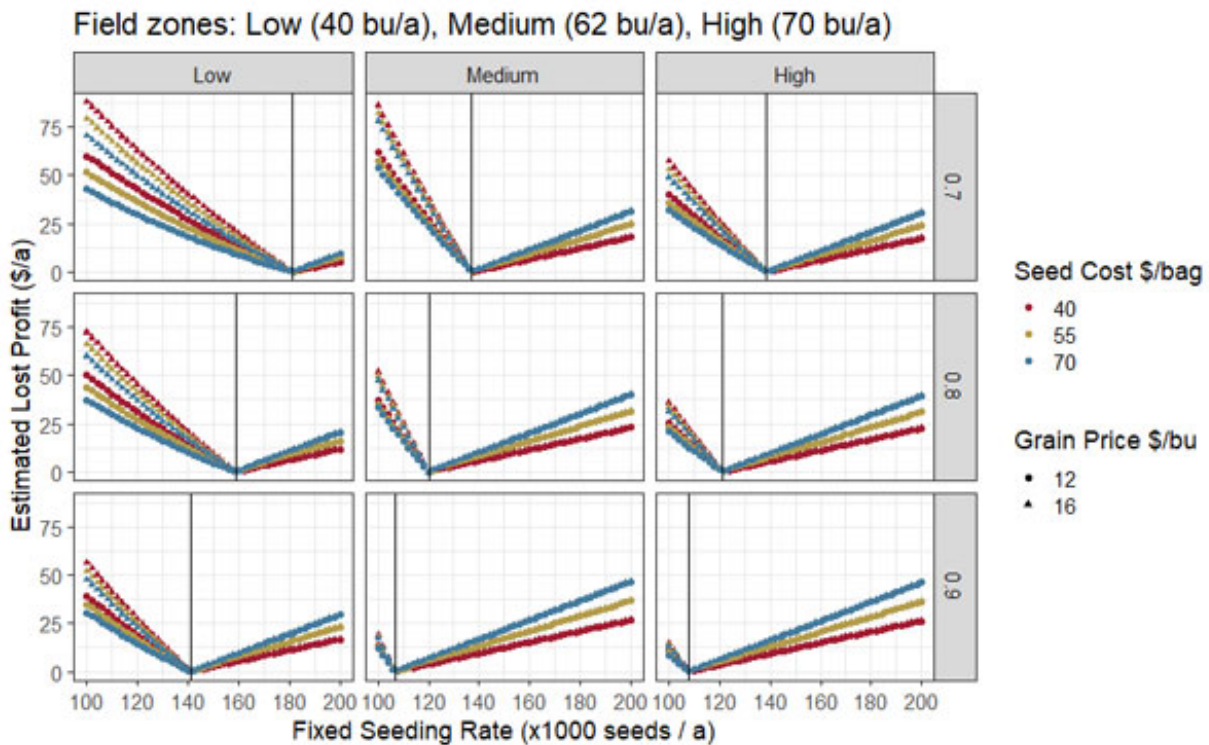 Field zones: Low (40 bu/a), Medium (62 bu/a), High (70 bu/a)
Low Medium High
75
50
25
0
0.7
75
50
25
0
0.8
75
50
25
0
0.9
Estimated Lost Profit ($/a)
100 120 140 160 180 200 100 120 140 160 180 200 100 120 140 160 180 200
Fixed Seeding Rate (x1000 seeds / a)
Seed Cost $/bag
40
55
70
Grain Price $/bu
12
16